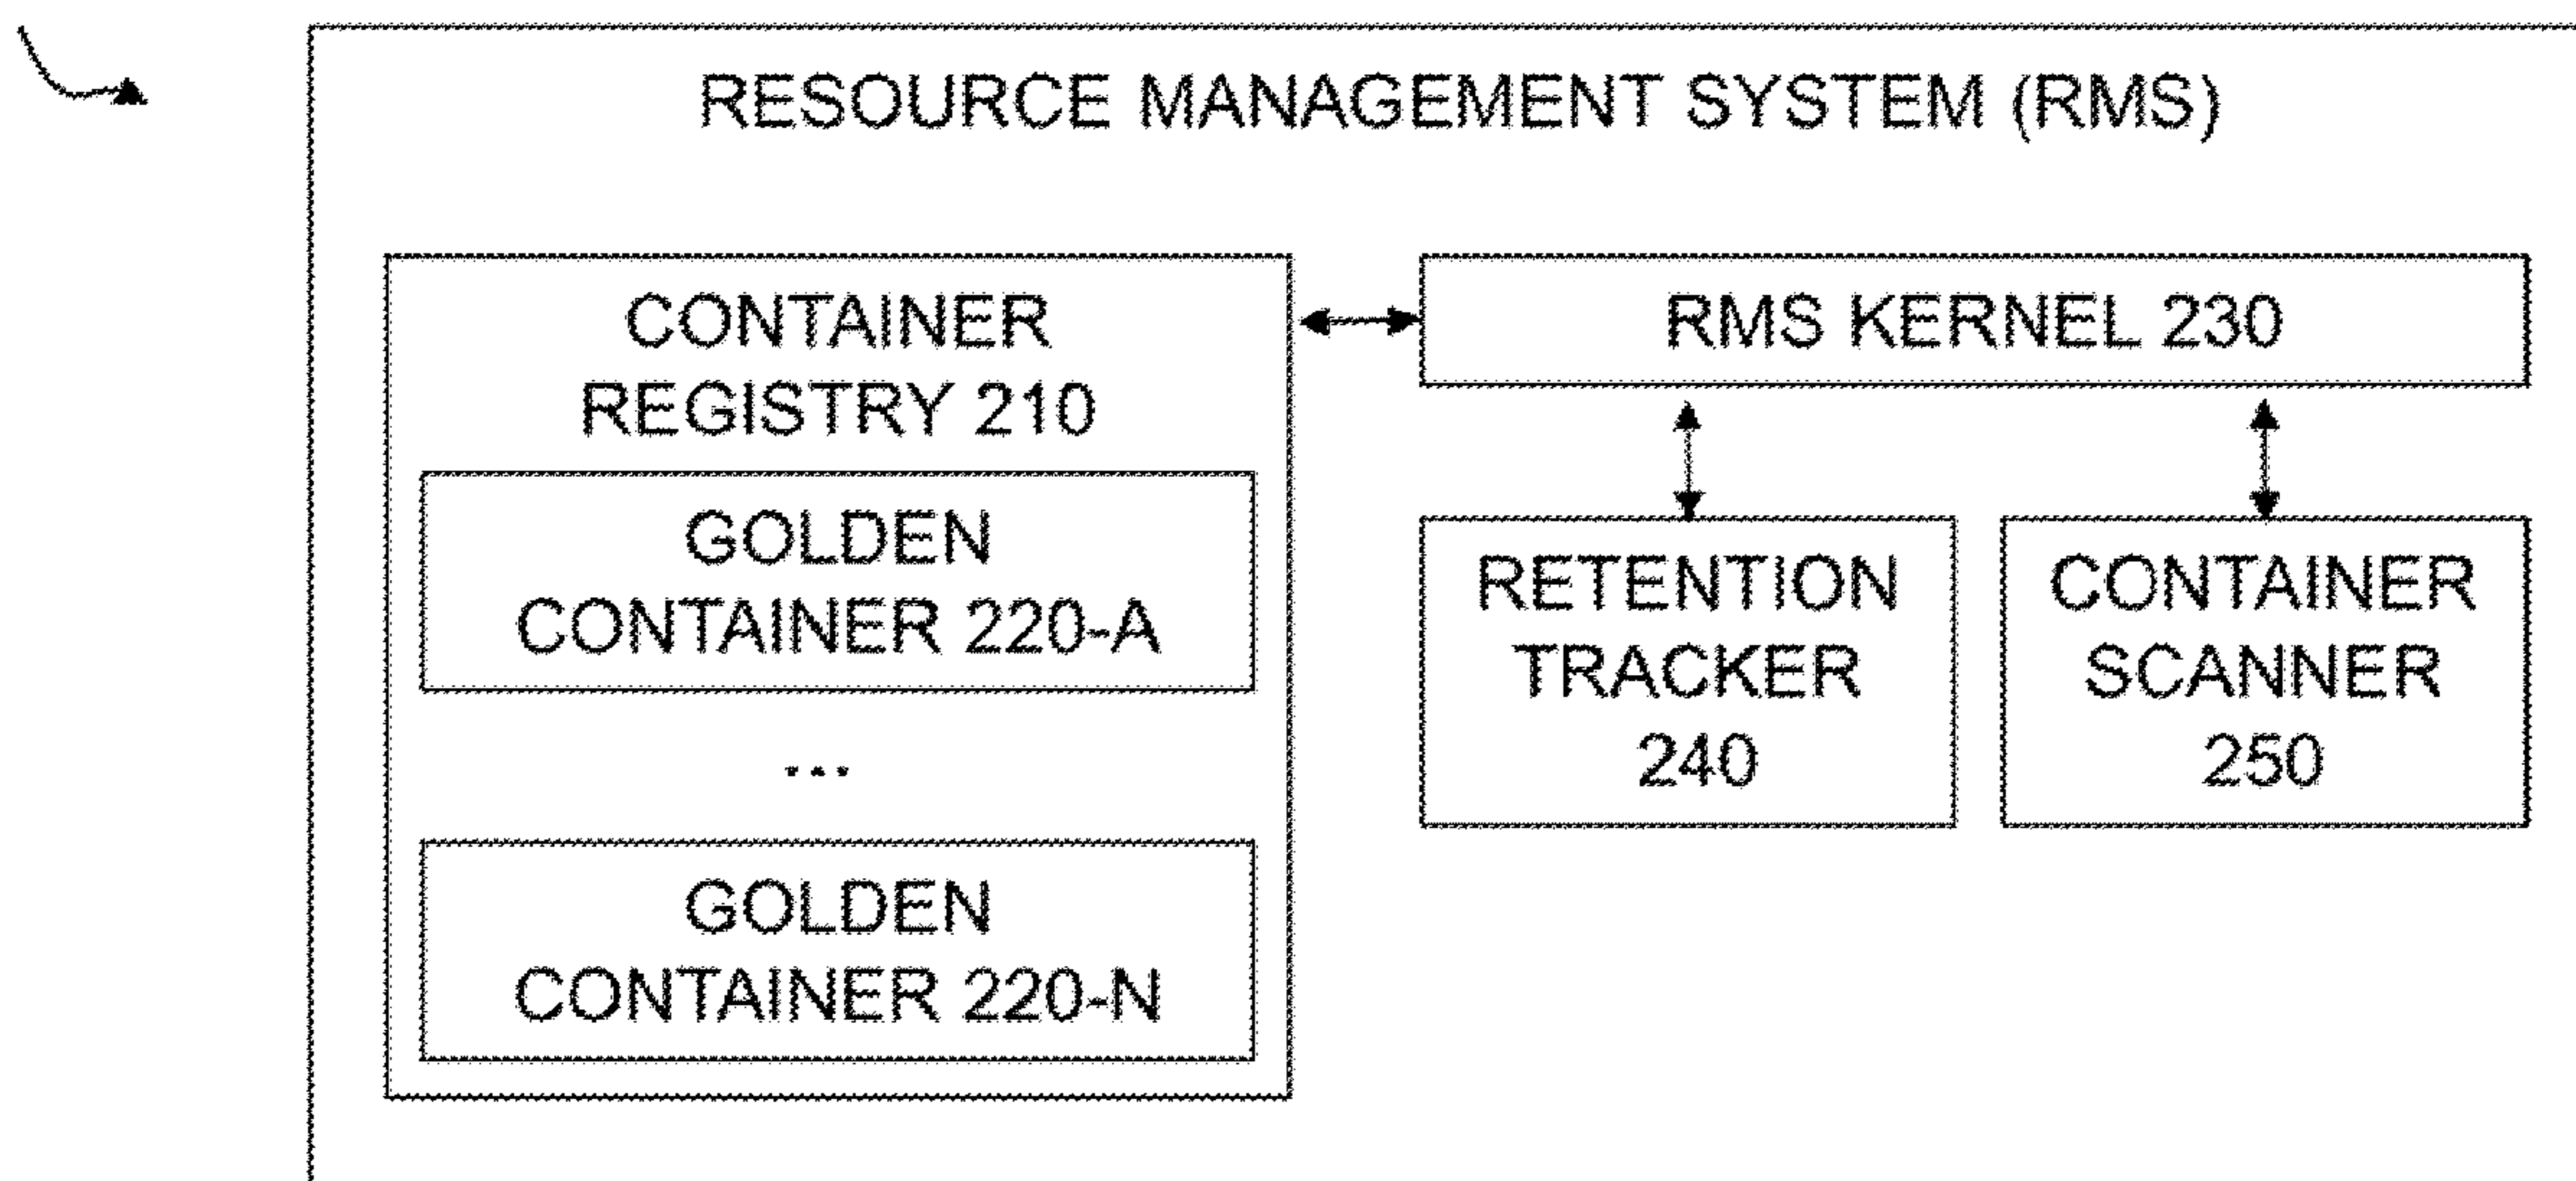 RESOURCE MANAGEMENT SYSTEM (RMS)
CONTAINER
REGISTRY 210
GOLDEN
CONTAINER 220-A
...
GOLDEN
CONTAINER 220-N
RMS KERNEL 230
RETENTION
TRACKER
240
CONTAINER
SCANNER
250